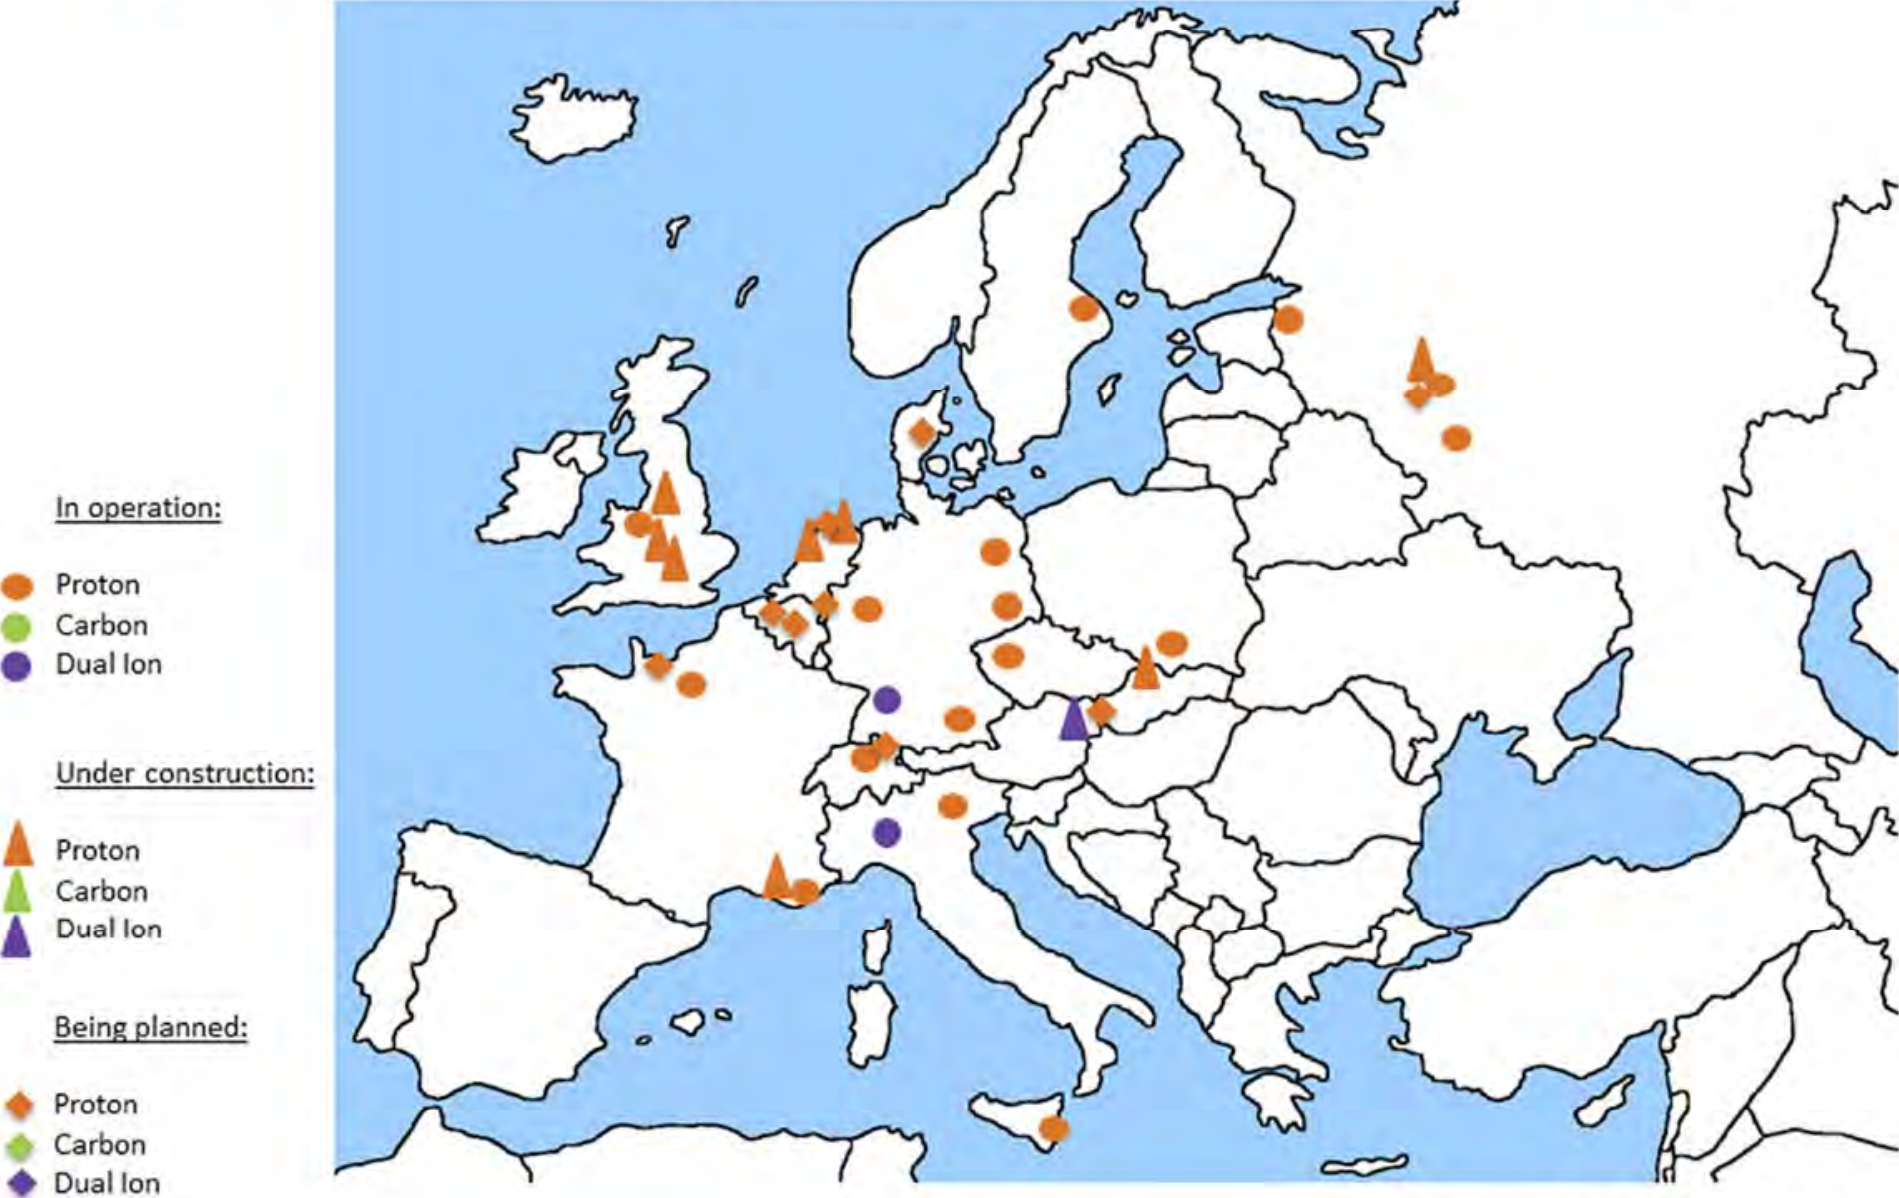 In operation:
Proton
Carbon
Dual Ion
Under construction:
Proton
Carbon
Dual Ion
Being planned:
Proton
Carbon
Dual Ion